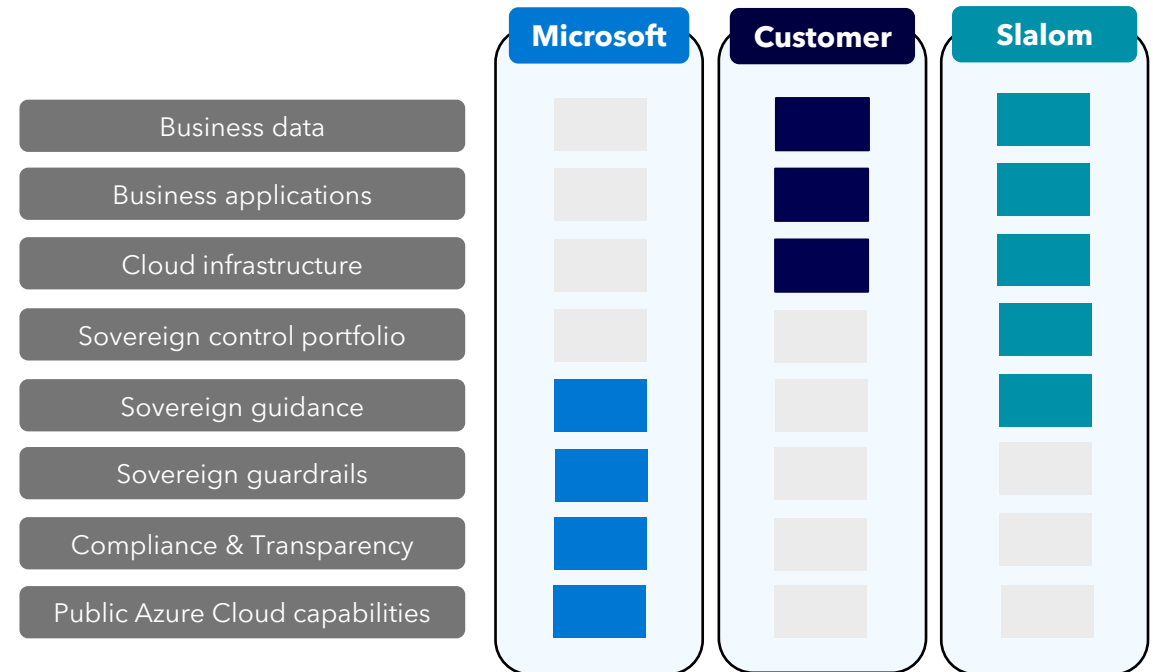 Microsoft
Customer
Slalom
Business data
Business applications
Cloud infrastructure
Sovereign control portfolio
Sovereign guidance
Sovereign guardrails
Compliance & Transparency
Public Azure Cloud capabilities